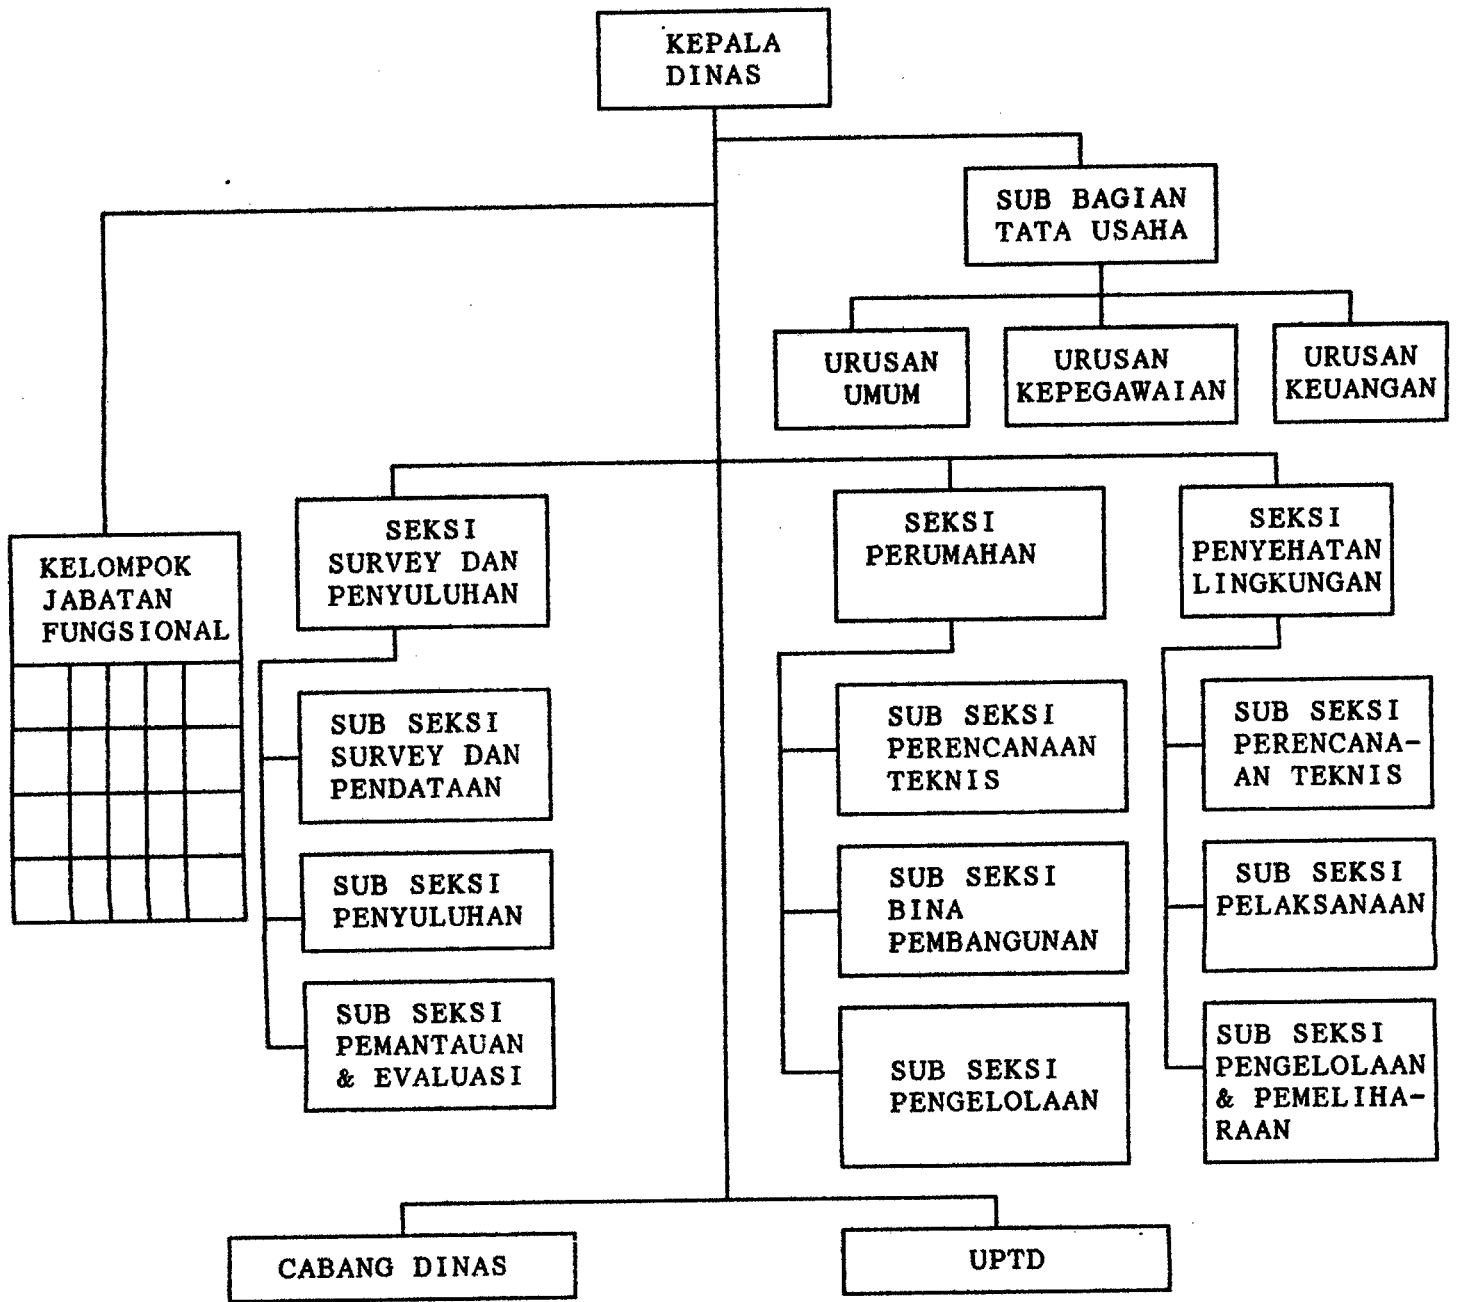 KEPALA
DINAS
SUB BAGIAN
TATA USAHA
URUSAN
UMUM
URUSAN
KEPEGAWAIAN
URUSAN
KEUANGAN
KELOMPOK
JABATAN
FUNGSIONAL
SEKSI
SURVEY DAN
PENYULUHAN
SEKSI
PERUMAHAN
SEKSI
PENYEHATAN
LINGKUNGAN
SUB SEKSI
SURVEY DAN
PENDATAAN
SUB SEKSI
PENYULUHAN
SUB SEKSI
PEMANTAUAN
& EVALUASI
SUB SEKSI
PERENCANAAN
TEKNIS
SUB SEKSI
BINA
PEMBANGUNAN
SUB SEKSI
PENGELOLAAN
SUB SEKSI
PERENCANA-
AN TEKNIS
SUB SEKSI
PELAKSANAAN
SUB SEKSI
PENGELOLAAN
& PEMELIHA-
RAAN
CABANG DINAS
UPTD